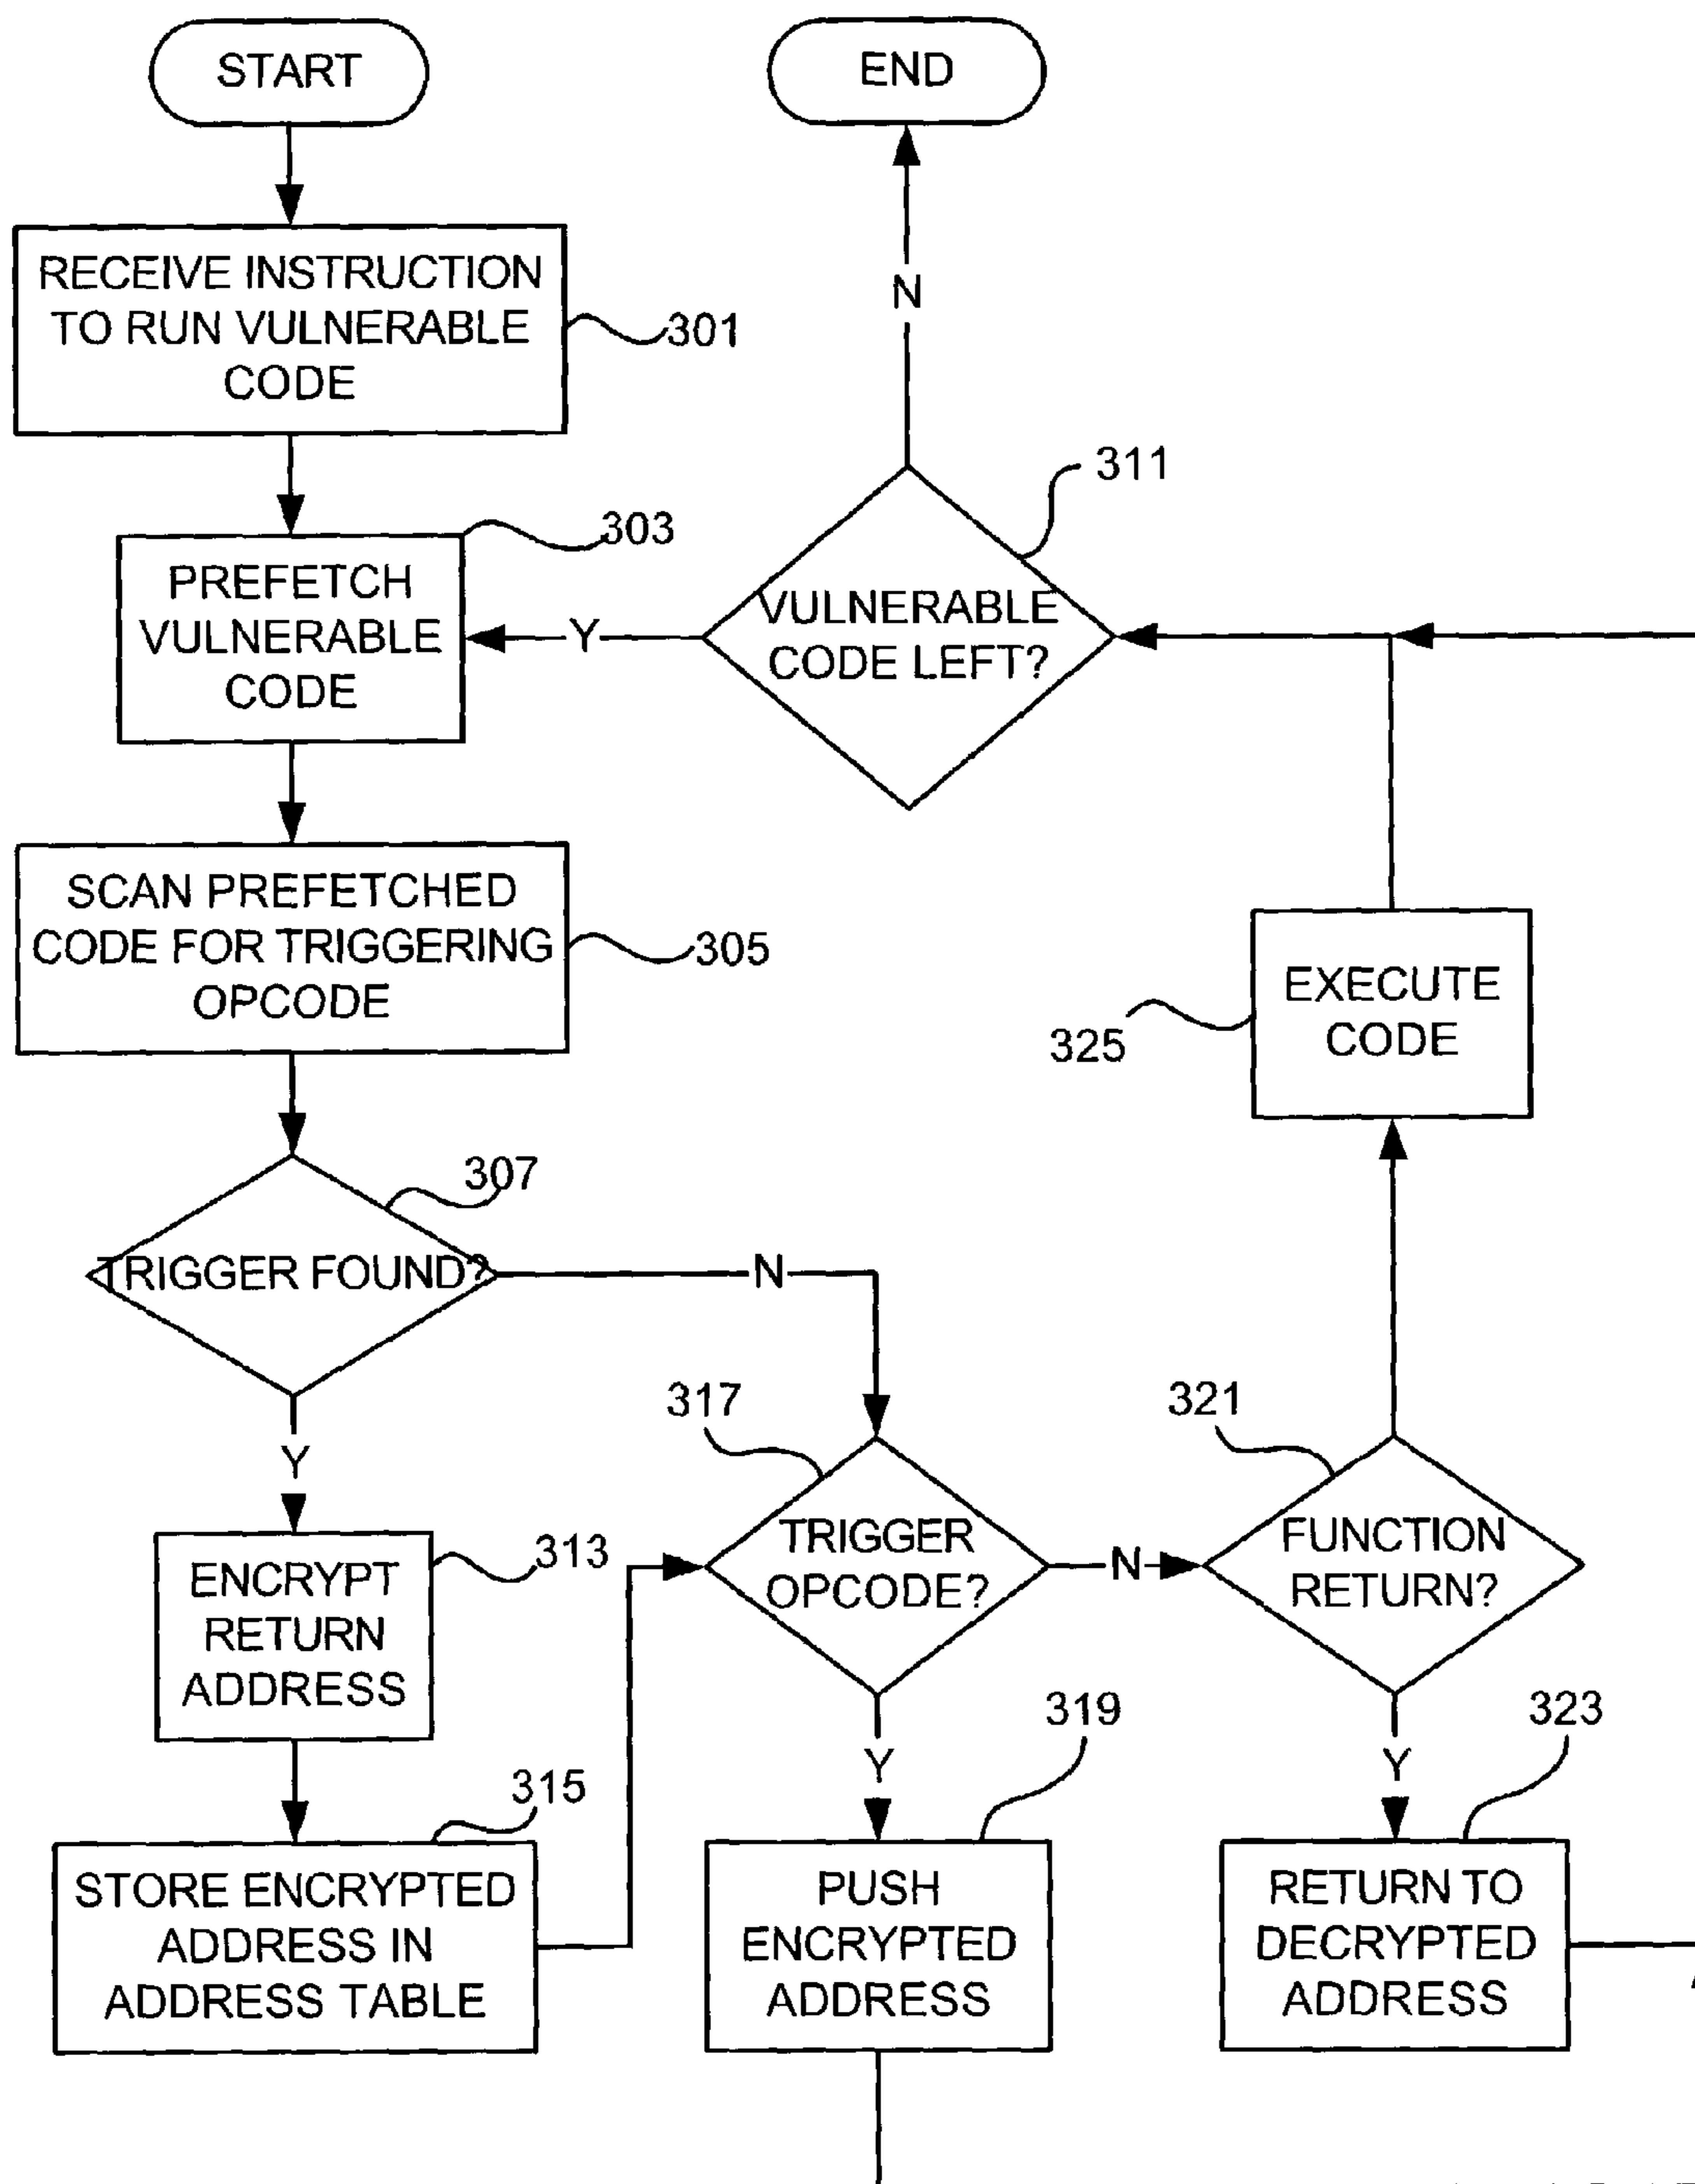 START
END
RECEIVE INSTRUCTION
TO RUN VULNERABLE
CODE
301
N
311
303
PREFETCH
VULNERABLE
CODE
Y
VULNERABLE
CODE LEFT?
SCAN PREFETCHED
CODE FOR TRIGGERING
OPCODE
305
EXECUTE
CODE
325
307
TRIGGER FOUND?
N
Y
317
321
ENCRYPT
RETURN
ADDRESS
313
TRIGGER
OPCODE?
N
FUNCTION
RETURN?
315
319
323
Y
Y
STORE ENCRYPTED
ADDRESS IN
ADDRESS TABLE
PUSH
ENCRYPTED
ADDRESS
RETURN TO
DECRYPTED
ADDRESS